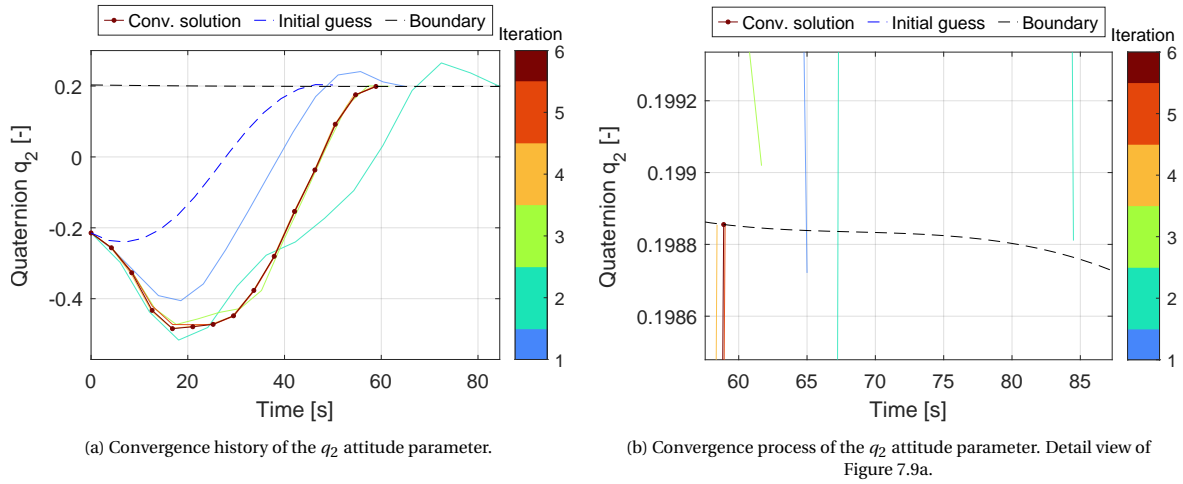 Conv. solution Initial guess Boundary
Iteration
0.2
0
-0.2
-0.4
Quaternion q2 [-]
0 20 40 60 80
Time [s]
6
5
4
3
2
1
(a) Convergence history of the q2 attitude parameter.
Conv. solution Initial guess Boundary
Iteration
0.1992
0.199
0.1988
0.1986
Quaternion q2 [-]
60 65 70 75 80 85
Time [s]
6
5
4
3
2
1
(b) Convergence process of the q2 attitude parameter. Detail view of
Figure 7.9a.